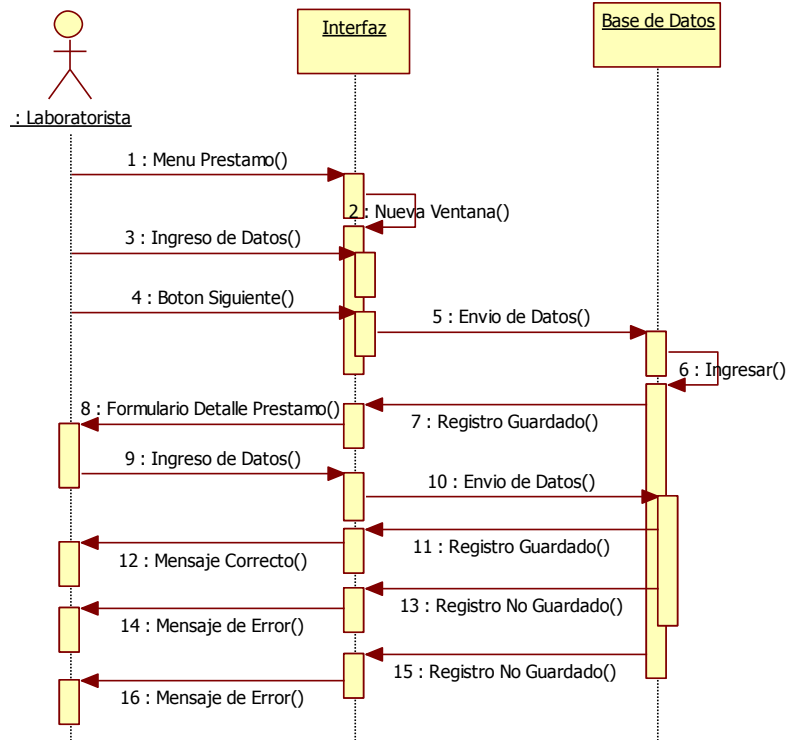 Interfaz
Base de Datos
: Laboratorista
1 : Menu Prestamo()
2 : Nueva Ventana()
3 : Ingreso de Datos()
4 : Boton Siguiente()
5 : Envio de Datos()
6 : Ingresar()
7 : Registro Guardado()
8 : Formulario Detalle Prestamo()
9 : Ingreso de Datos()
10 : Envio de Datos()
11 : Registro Guardado()
12 : Mensaje Correcto()
13 : Registro No Guardado()
14 : Mensaje de Error()
15 : Registro No Guardado()
16 : Mensaje de Error()